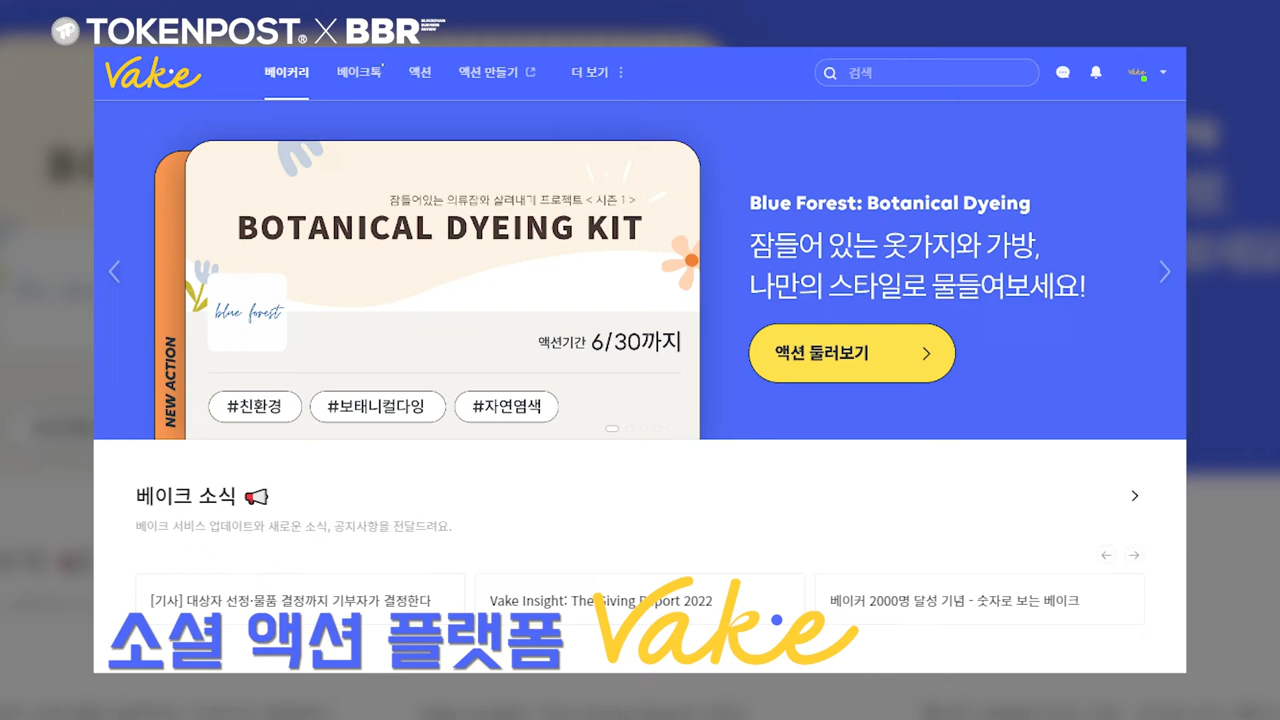 TOKENPOST® X BBR BLOCKCHAIN BUSINESS REVIEW
Vake
베이커리 베이크톡 액션 액션 만들기 더 보기
검색
잠들어있는 의류잡화 살려내기 프로젝트 < 시즌 1 >
BOTANICAL DYEING KIT
blue forest
액션기간 6/30까지
NEW ACTION
#친환경 #보태니컬다잉 #자연염색
Blue Forest: Botanical Dyeing
잠들어 있는 옷가지와 가방,
나만의 스타일로 물들여보세요!
액션 둘러보기
베이크 소식
베이크 서비스 업데이트와 새로운 소식, 공지사항을 전달드려요.
[기사] 대상자 선정·물품 결정까지 기부자가 결정한다
Vake Insight: The Giving Report 2022
베이커 2000명 달성 기념 - 숫자로 보는 베이크
소셜 액션 플랫폼 Vake